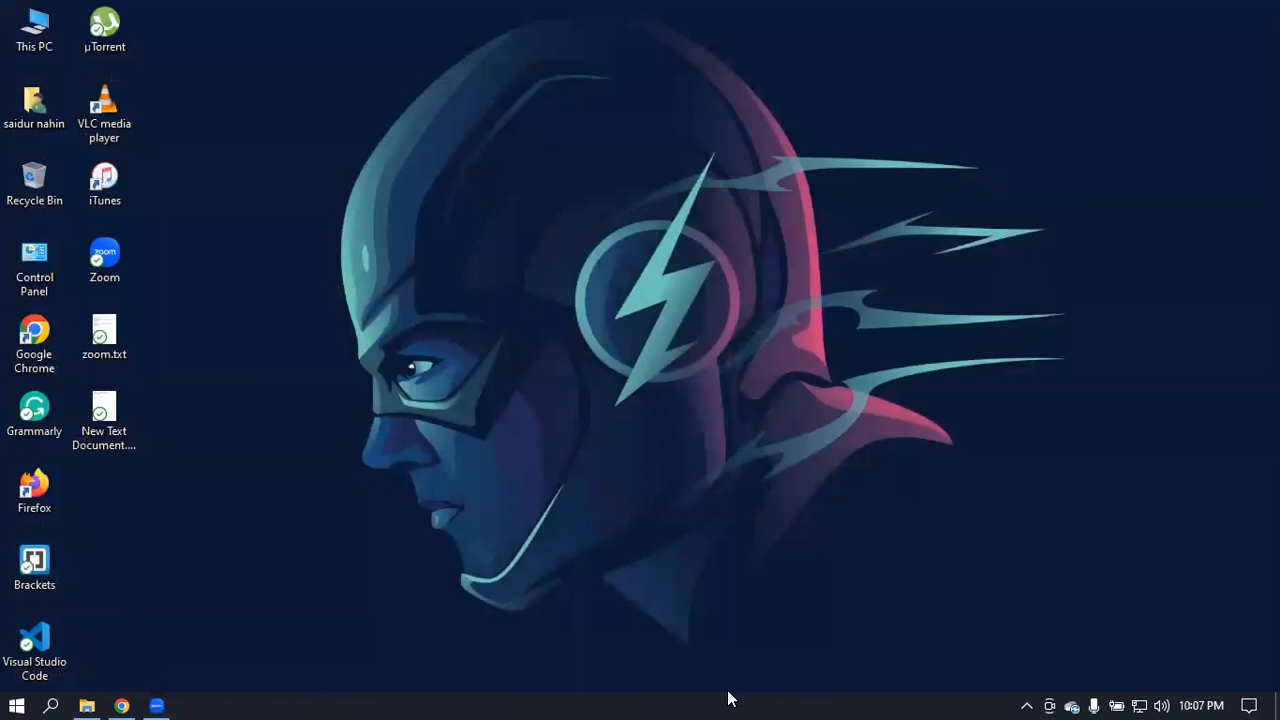 This PC
µTorrent
saidur nahin
VLC media
player
Recycle Bin
iTunes
Control
Panel
zoom
Zoom
Google
Chrome
zoom.txt
Grammarly
New Text
Document....
Firefox
Brackets
Visual Studio
Code
10:07 PM